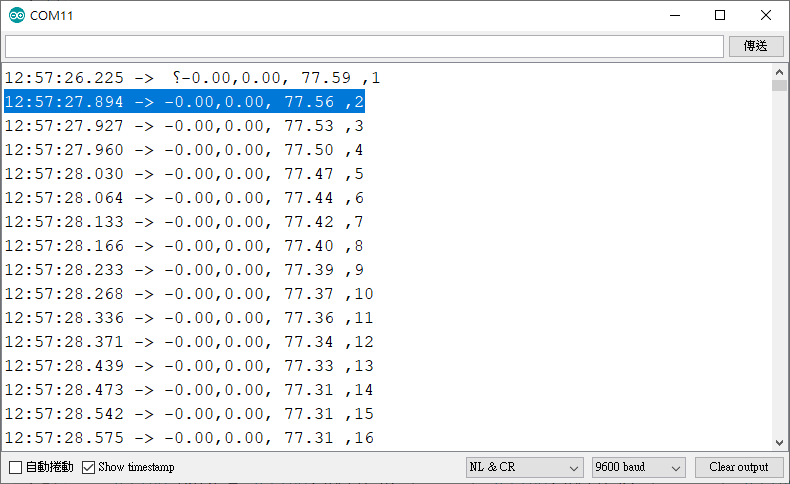 COM11
傳送
12:57:26.225 -> ⸮-0.00,0.00, 77.59 ,1
12:57:27.894 -> -0.00,0.00, 77.56 ,2
12:57:27.927 -> -0.00,0.00, 77.53 ,3
12:57:27.960 -> -0.00,0.00, 77.50 ,4
12:57:28.030 -> -0.00,0.00, 77.47 ,5
12:57:28.064 -> -0.00,0.00, 77.44 ,6
12:57:28.133 -> -0.00,0.00, 77.42 ,7
12:57:28.166 -> -0.00,0.00, 77.40 ,8
12:57:28.233 -> -0.00,0.00, 77.39 ,9
12:57:28.268 -> -0.00,0.00, 77.37 ,10
12:57:28.336 -> -0.00,0.00, 77.36 ,11
12:57:28.371 -> -0.00,0.00, 77.34 ,12
12:57:28.439 -> -0.00,0.00, 77.33 ,13
12:57:28.473 -> -0.00,0.00, 77.31 ,14
12:57:28.542 -> -0.00,0.00, 77.31 ,15
12:57:28.575 -> -0.00,0.00, 77.31 ,16
自動捲動 Show timestamp NL & CR 9600 baud Clear output